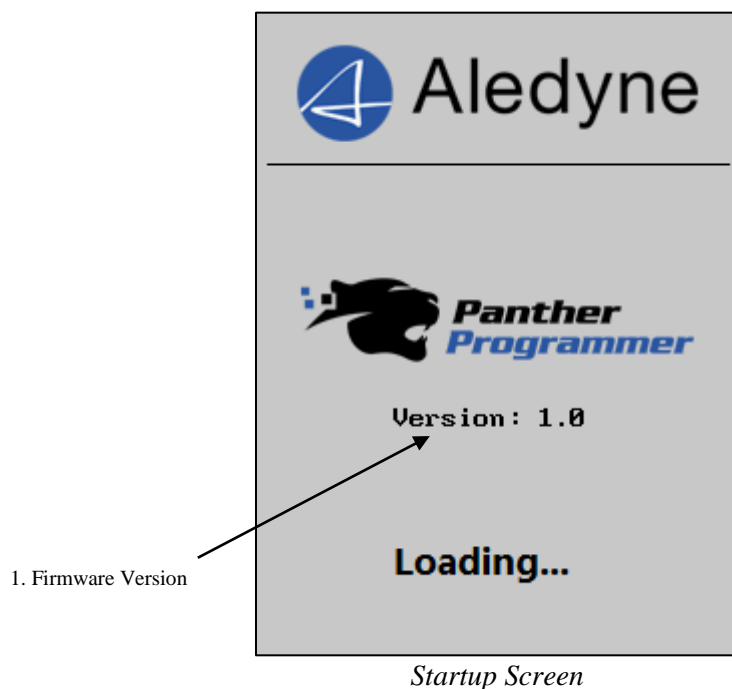 Aledyne
Panther
Programmer
Version: 1.0
1. Firmware Version
Loading...
Startup Screen